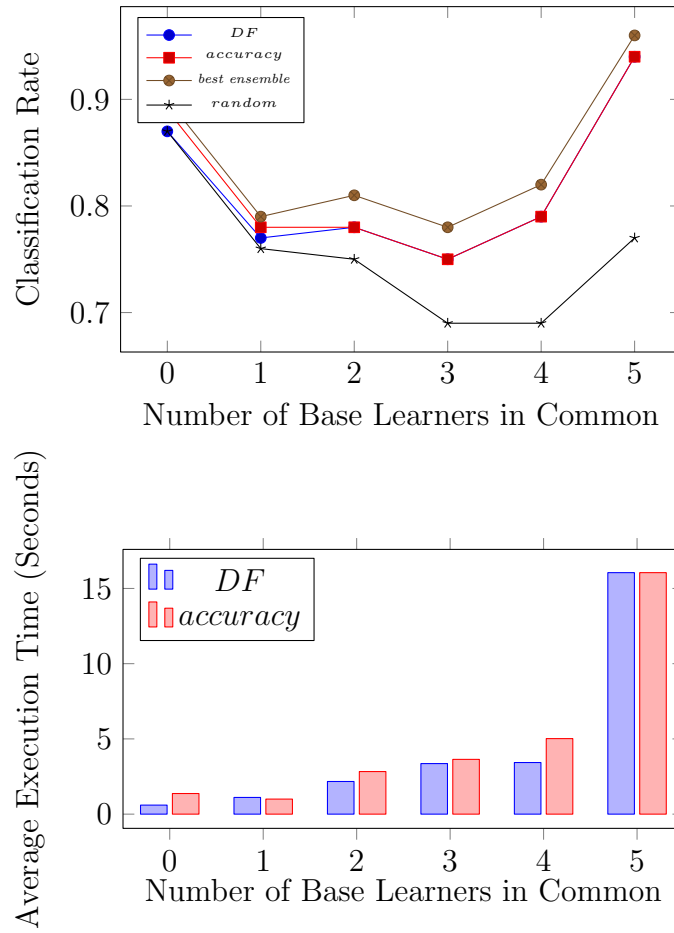 Classification Rate
0.9
0.8
0.7
DF
accuracy
best ensemble
random
0 1 2 3 4 5
Number of Base Learners in Common
Average Execution Time (Seconds)
15
10
5
0
DF
accuracy
0 1 2 3 4 5
Number of Base Learners in Common